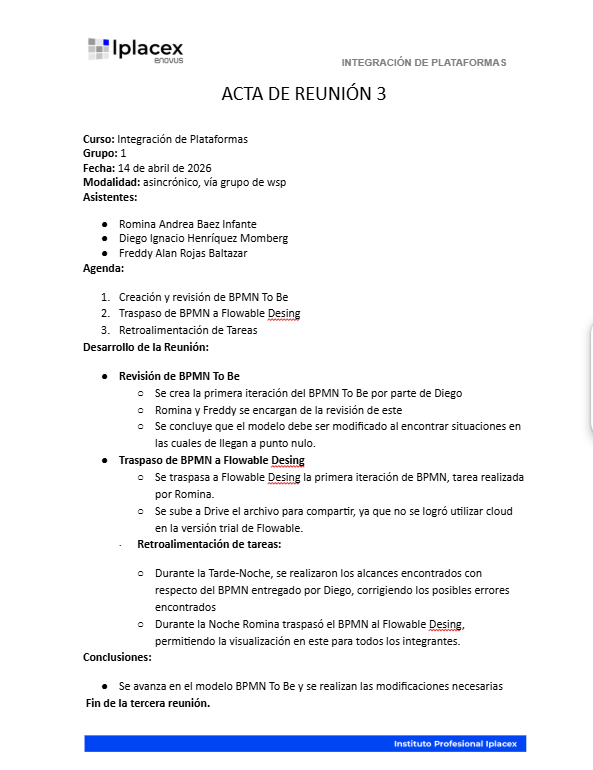 Iplacex
enovus
INTEGRACIÓN DE PLATAFORMAS
ACTA DE REUNIÓN 3
Curso: Integración de Plataformas
Grupo: 1
Fecha: 14 de abril de 2026
Modalidad: asincrónico, vía grupo de wsp
Asistentes:
● Romina Andrea Baez Infante
● Diego Ignacio Henríquez Momberg
● Freddy Alan Rojas Baltazar
Agenda:
1. Creación y revisión de BPMN To Be
2. Traspaso de BPMN a Flowable Desing
3. Retroalimentación de Tareas
Desarrollo de la Reunión:
● Revisión de BPMN To Be
○ Se crea la primera iteración del BPMN To Be por parte de Diego
○ Romina y Freddy se encargan de la revisión de este
○ Se concluye que el modelo debe ser modificado al encontrar situaciones en
las cuales de llegan a punto nulo.
● Traspaso de BPMN a Flowable Desing
○ Se traspasa a Flowable Desing la primera iteración de BPMN, tarea realizada
por Romina.
○ Se sube a Drive el archivo para compartir, ya que no se logró utilizar cloud
en la versión trial de Flowable.
· Retroalimentación de tareas:
○ Durante la Tarde-Noche, se realizaron los alcances encontrados con
respecto del BPMN entregado por Diego, corrigiendo los posibles errores
encontrados
○ Durante la Noche Romina traspasó el BPMN al Flowable Desing,
permitiendo la visualización en este para todos los integrantes.
Conclusiones:
● Se avanza en el modelo BPMN To Be y se realizan las modificaciones necesarias
Fin de la tercera reunión.
Instituto Profesional Iplacex